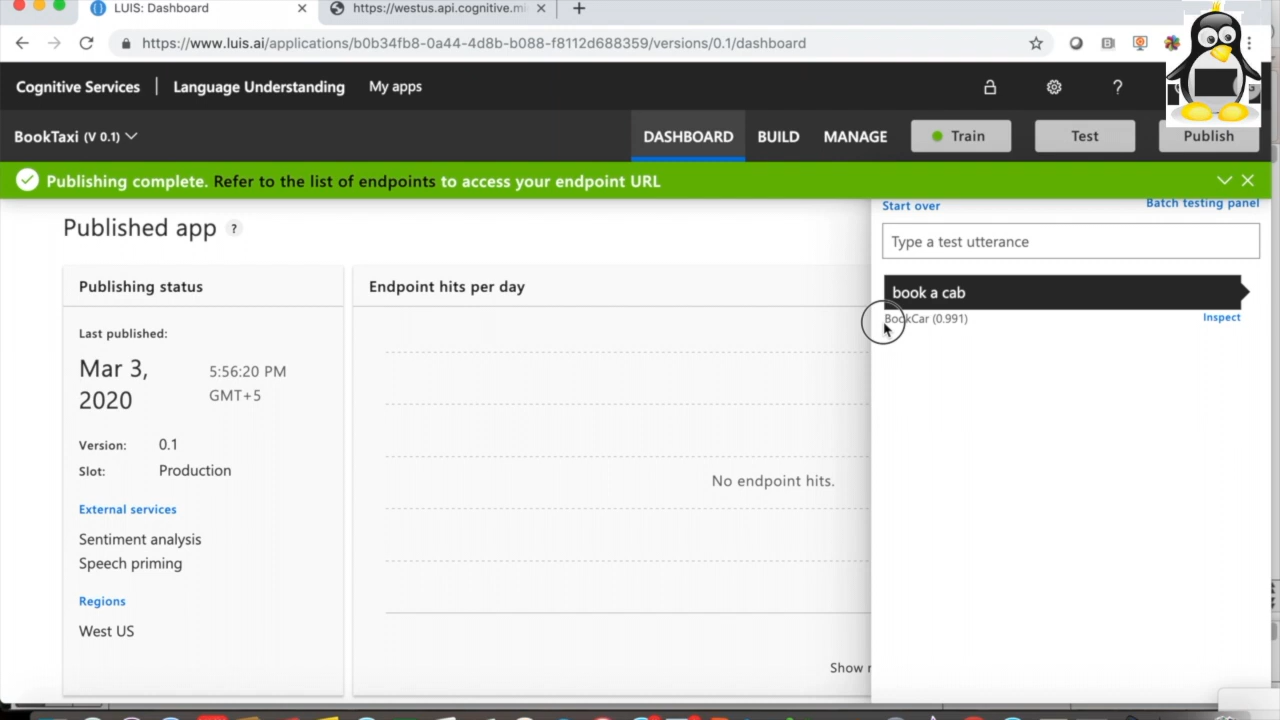 LUIS: Dashboard
https://westus.api.cognitive.mi
https://www.luis.ai/applications/b0b34fb8-0a44-4d8b-b088-f8112d688359/versions/0.1/dashboard
Cognitive Services | Language Understanding My apps
BookTaxi (V 0.1) DASHBOARD BUILD MANAGE Train Test Publish
Publishing complete. Refer to the list of endpoints to access your endpoint URL
Start over Batch testing panel
Published app ?
Type a test utterance
Publishing status
Endpoint hits per day
book a cab
BookCar (0.991) Inspect
Last published:
Mar 3,
2020
5:56:20 PM
GMT+5
Version: 0.1
Slot: Production
No endpoint hits.
External services
Sentiment analysis
Speech priming
Regions
West US
Show